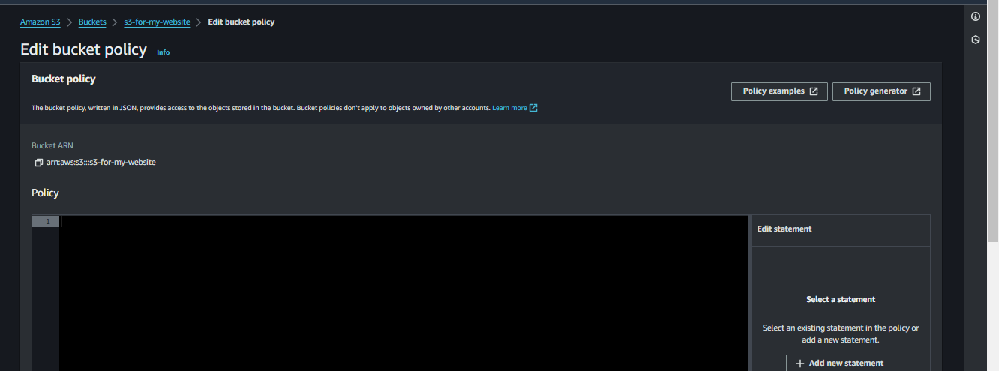 Amazon S3 > Buckets > s3-for-my-website > Edit bucket policy
Edit bucket policy Info
Bucket policy
Policy examples
Policy generator
The bucket policy, written in JSON, provides access to the objects stored in the bucket. Bucket policies don't apply to objects owned by other accounts. Learn more
Bucket ARN
arn:aws:s3:::s3-for-my-website
Policy
1
Edit statement
Select a statement
Select an existing statement in the policy or
add a new statement.
+ Add new statement